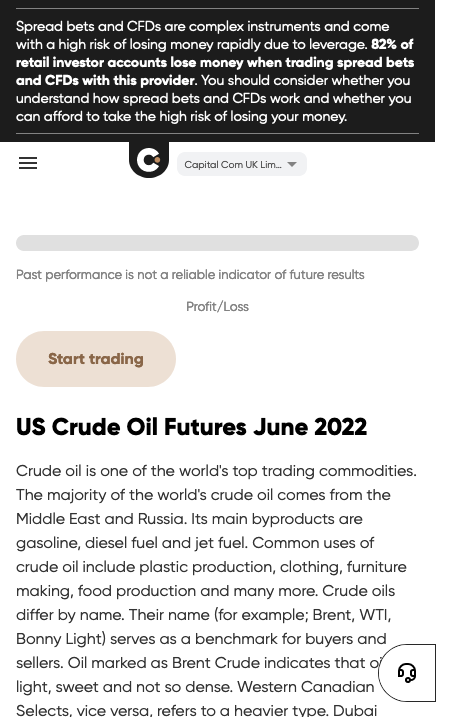 Spread bets and CFDs are complex instruments and come
with a high risk of losing money rapidly due to leverage. 82% of
retail investor accounts lose money when trading spread bets
and CFDs with this provider. You should consider whether you
understand how spread bets and CFDs work and whether you
can afford to take the high risk of losing your money.
Capital Com UK Lim...
Past performance is not a reliable indicator of future results
Profit/Loss
Start trading
US Crude Oil Futures June 2022
Crude oil is one of the world's top trading commodities.
The majority of the world's crude oil comes from the
Middle East and Russia. Its main byproducts are
gasoline, diesel fuel and jet fuel. Common uses of
crude oil include plastic production, clothing, furniture
making, food production and many more. Crude oils
differ by name. Their name (for example; Brent, WTI,
Bonny Light) serves as a benchmark for buyers and
sellers. Oil marked as Brent Crude indicates that
light, sweet and not so dense. Western Canadian
Selects, vice versa, refers to a heavier type. Dubai